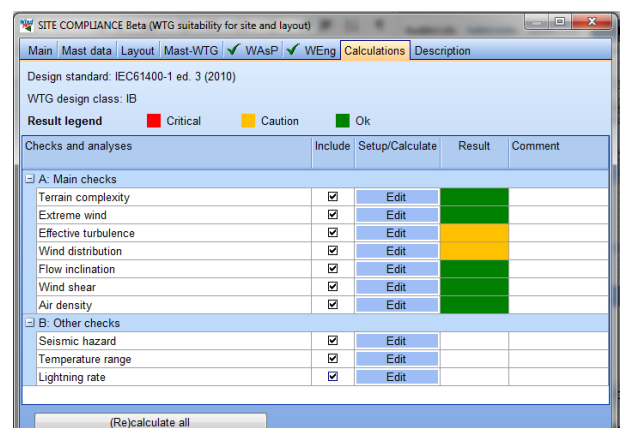 SITE COMPLIANCE Beta (WTG suitability for site and layout)
Main Mast data Layout Mast-WTG WAsP WEng Calculations Description
Design standard: IEC61400-1 ed. 3 (2010)
WTG design class: IB
Result legend Critical Caution Ok
Checks and analyses Include Setup/Calculate Result Comment
A: Main checks
Terrain complexity Edit
Extreme wind Edit
Effective turbulence Edit
Wind distribution Edit
Flow inclination Edit
Wind shear Edit
Air density Edit
B: Other checks
Seismic hazard Edit
Temperature range Edit
Lightning rate Edit
(Re)calculate all